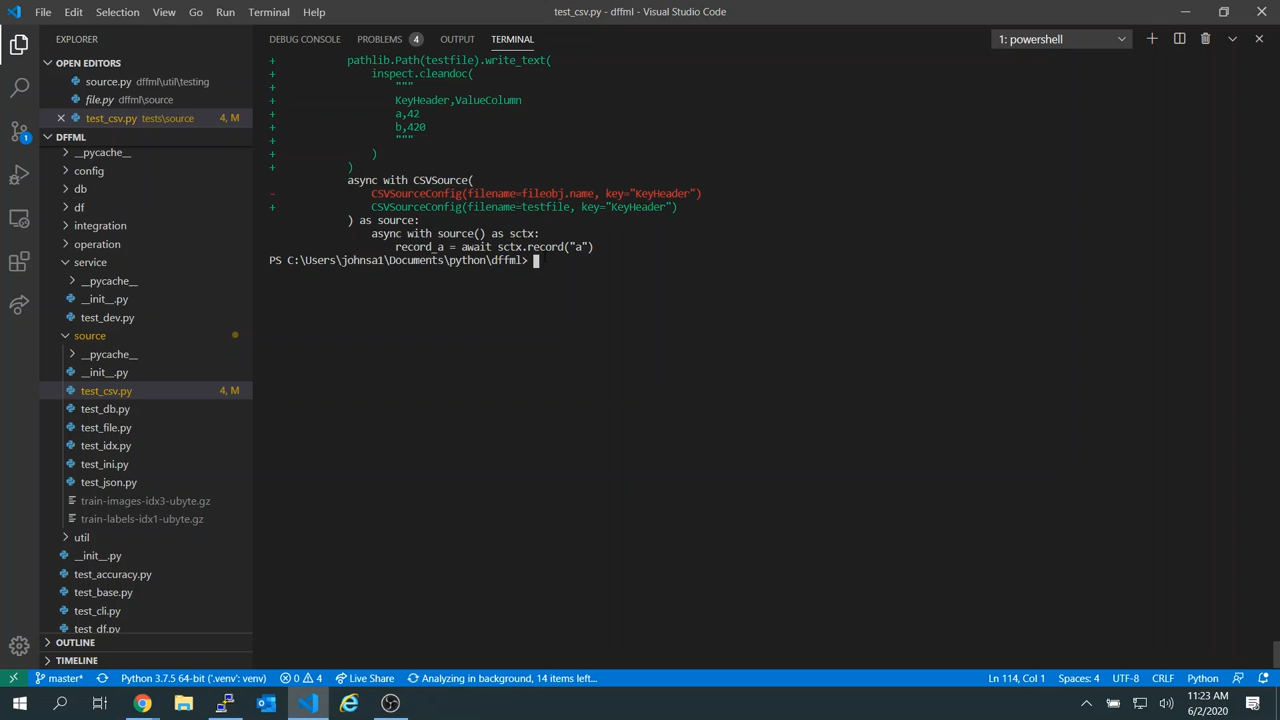 File Edit Selection View Go Run Terminal Help
test_csv.py - dffml - Visual Studio Code
EXPLORER
OPEN EDITORS
source.py dffml\util\testing
file.py dffml\source
test_csv.py tests\source 4, M
DFFML
__pycache__
config
db
df
integration
operation
service
__pycache__
__init__.py
test_dev.py
source
__pycache__
__init__.py
test_csv.py 4, M
test_db.py
test_file.py
test_idx.py
test_ini.py
test_json.py
train-images-idx3-ubyte.gz
train-labels-idx1-ubyte.gz
util
__init__.py
test_accuracy.py
test_base.py
test_cli.py
test_df.py
OUTLINE
TIMELINE
DEBUG CONSOLE PROBLEMS 4 OUTPUT TERMINAL
1: powershell
+ pathlib.Path(testfile).write_text(
+ inspect.cleandoc(
+ """
+ KeyHeader,ValueColumn
+ a,42
+ b,420
+ """
+ )
+ )
async with CSVSource(
- CSVSourceConfig(filename=fileobj.name, key="KeyHeader")
+ CSVSourceConfig(filename=testfile, key="KeyHeader")
) as source:
async with source() as sctx:
record_a = await sctx.record("a")
PS C:\Users\johnsa1\Documents\python\dffml>
1
master* Python 3.7.5 64-bit ('.venv': venv) 0 4 Live Share Analyzing in background, 14 items left... Ln 114, Col 1 Spaces: 4 UTF-8 CRLF Python
11:23 AM
6/2/2020